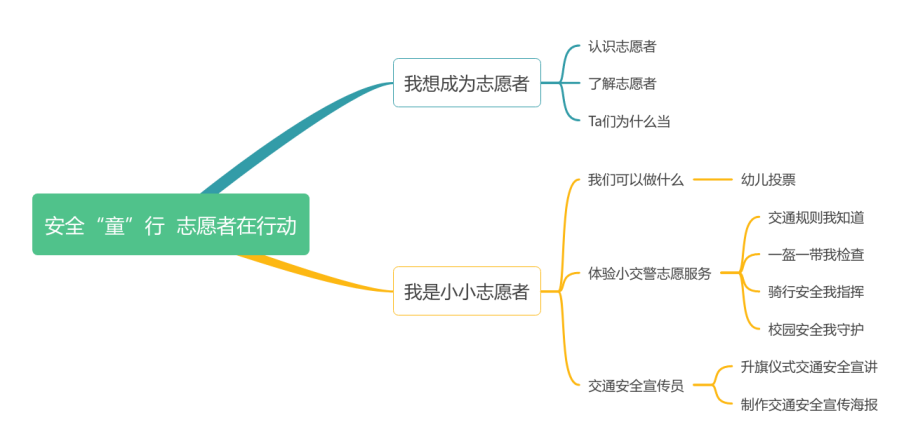 安全“童”行  志愿者在行动
我想成为志愿者
认识志愿者
了解志愿者
Ta们为什么当
我是小小志愿者
我们可以做什么
幼儿投票
体验小交警志愿服务
交通规则我知道
一盔一带我检查
骑行安全我指挥
校园安全我守护
交通安全宣传员
升旗仪式交通安全宣讲
制作交通安全宣传海报